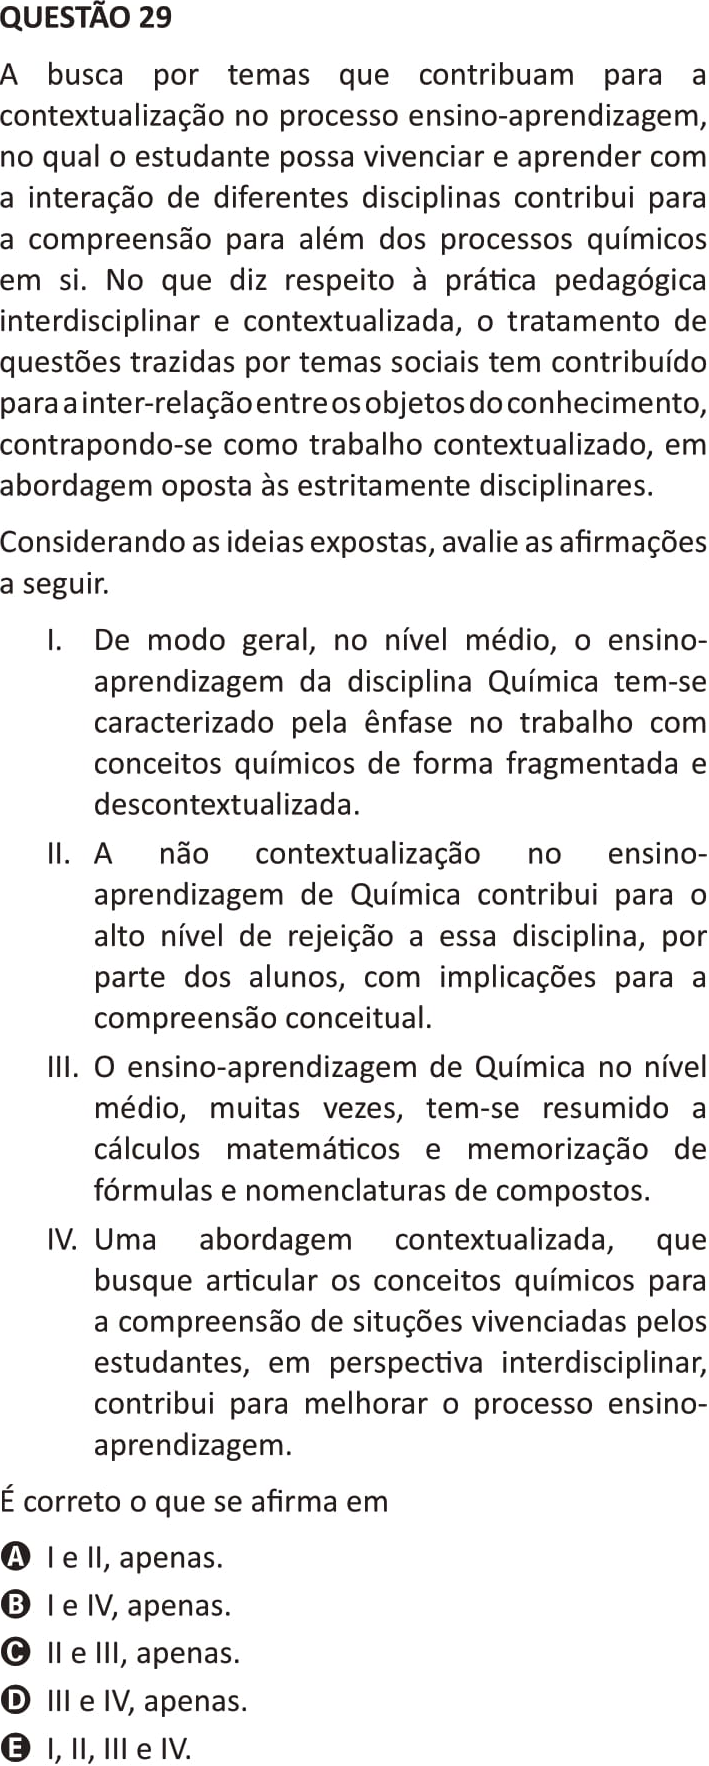 QUESTÃO 29
A busca por temas que contribuam para a
contextualização no processo ensino-aprendizagem,
no qual o estudante possa vivenciar e aprender com
a interação de diferentes disciplinas contribui para
a compreensão para além dos processos químicos
em si. No que diz respeito à prática pedagógica
interdisciplinar e contextualizada, o tratamento de
questões trazidas por temas sociais tem contribuído
para a inter-relação entre os objetos do conhecimento,
contrapondo-se como trabalho contextualizado, em
abordagem oposta às estritamente disciplinares.
Considerando as ideias expostas, avalie as afirmações
a seguir.
I. De modo geral, no nível médio, o ensino-
aprendizagem da disciplina Química tem-se
caracterizado pela ênfase no trabalho com
conceitos químicos de forma fragmentada e
descontextualizada.
II. A não contextualização no ensino-
aprendizagem de Química contribui para o
alto nível de rejeição a essa disciplina, por
parte dos alunos, com implicações para a
compreensão conceitual.
III. O ensino-aprendizagem de Química no nível
médio, muitas vezes, tem-se resumido a
cálculos matemáticos e memorização de
fórmulas e nomenclaturas de compostos.
IV. Uma abordagem contextualizada, que
busque articular os conceitos químicos para
a compreensão de situções vivenciadas pelos
estudantes, em perspectiva interdisciplinar,
contribui para melhorar o processo ensino-
aprendizagem.
É correto o que se afirma em
A I e II, apenas.
B I e IV, apenas.
C II e III, apenas.
D III e IV, apenas.
E I, II, III e IV.